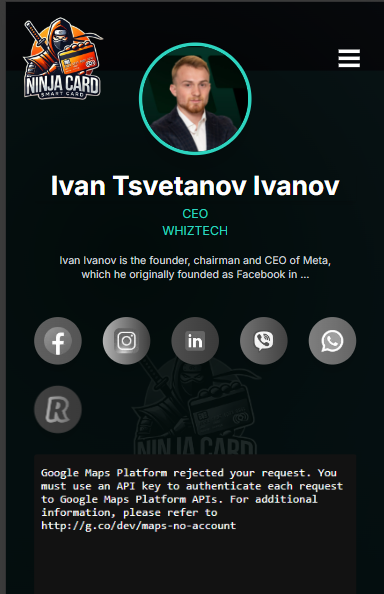 NINJA CARD
SMART CARD
Ivan Tsvetanov Ivanov
CEO
WHIZTECH
Ivan Ivanov is the founder, chairman and CEO of Meta,
which he originally founded as Facebook in ...
f
in
R
NINJA CARD
Google Maps Platform rejected your request. You
must use an API key to authenticate each request
to Google Maps Platform APIs. For additional
information, please refer to
http://g.co/dev/maps-no-account